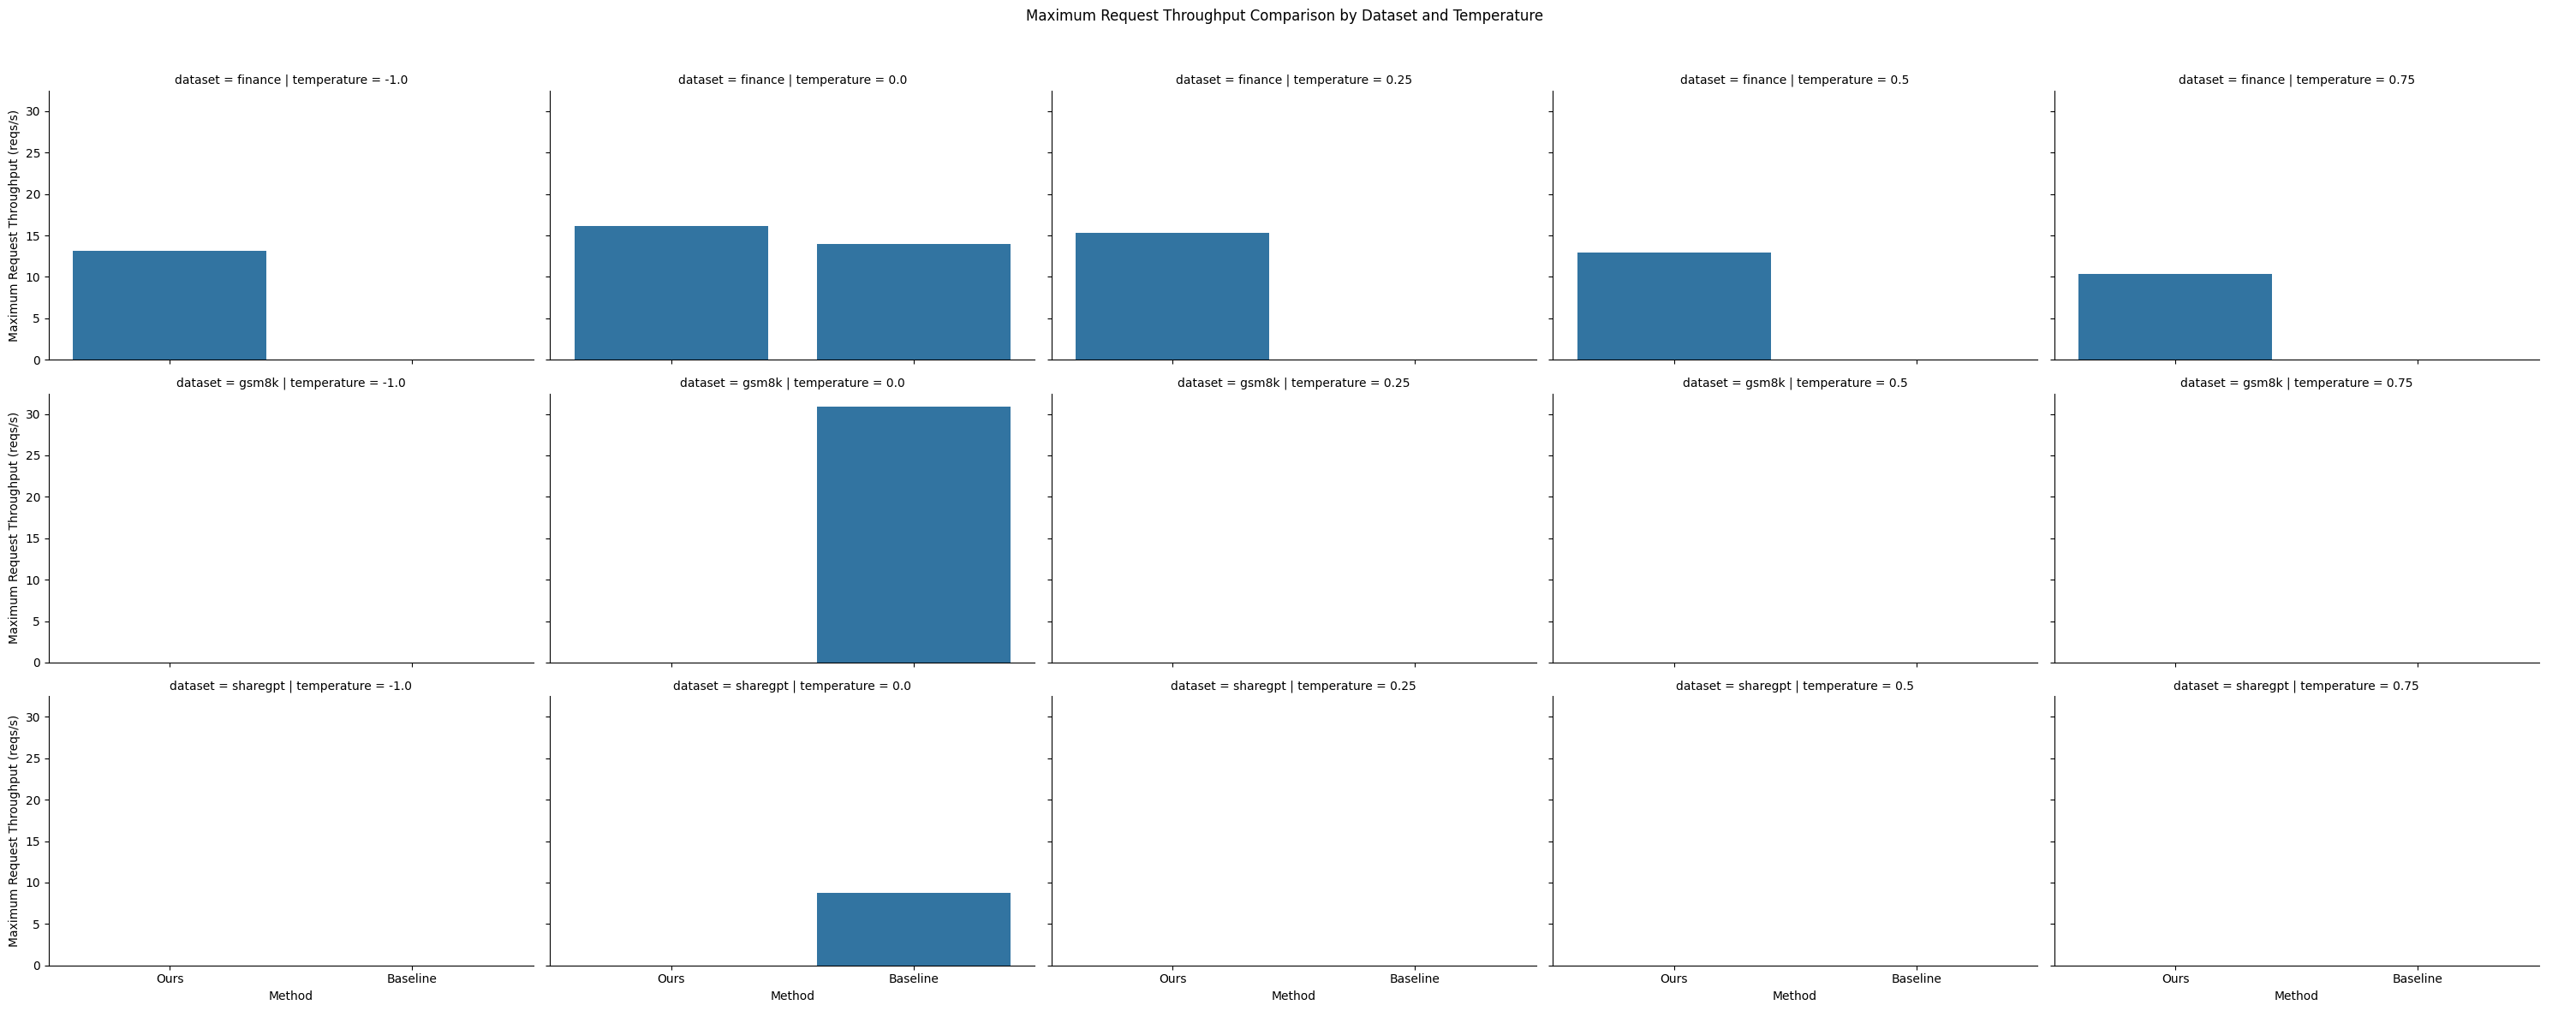 Maximum Request Throughput Comparison by Dataset and Temperature
dataset = finance | temperature = -1.0
dataset = finance | temperature = 0.0
dataset = finance | temperature = 0.25
dataset = finance | temperature = 0.5
dataset = finance | temperature = 0.75
Maximum Request Throughput (reqs/s)
30
25
20
15
10
5
0
dataset = gsm8k | temperature = -1.0
dataset = gsm8k | temperature = 0.0
dataset = gsm8k | temperature = 0.25
dataset = gsm8k | temperature = 0.5
dataset = gsm8k | temperature = 0.75
Maximum Request Throughput (reqs/s)
30
25
20
15
10
5
0
dataset = sharegpt | temperature = -1.0
dataset = sharegpt | temperature = 0.0
dataset = sharegpt | temperature = 0.25
dataset = sharegpt | temperature = 0.5
dataset = sharegpt | temperature = 0.75
Maximum Request Throughput (reqs/s)
30
25
20
15
10
5
0
Ours Baseline
Method
Ours Baseline
Method
Ours Baseline
Method
Ours Baseline
Method
Ours Baseline
Method